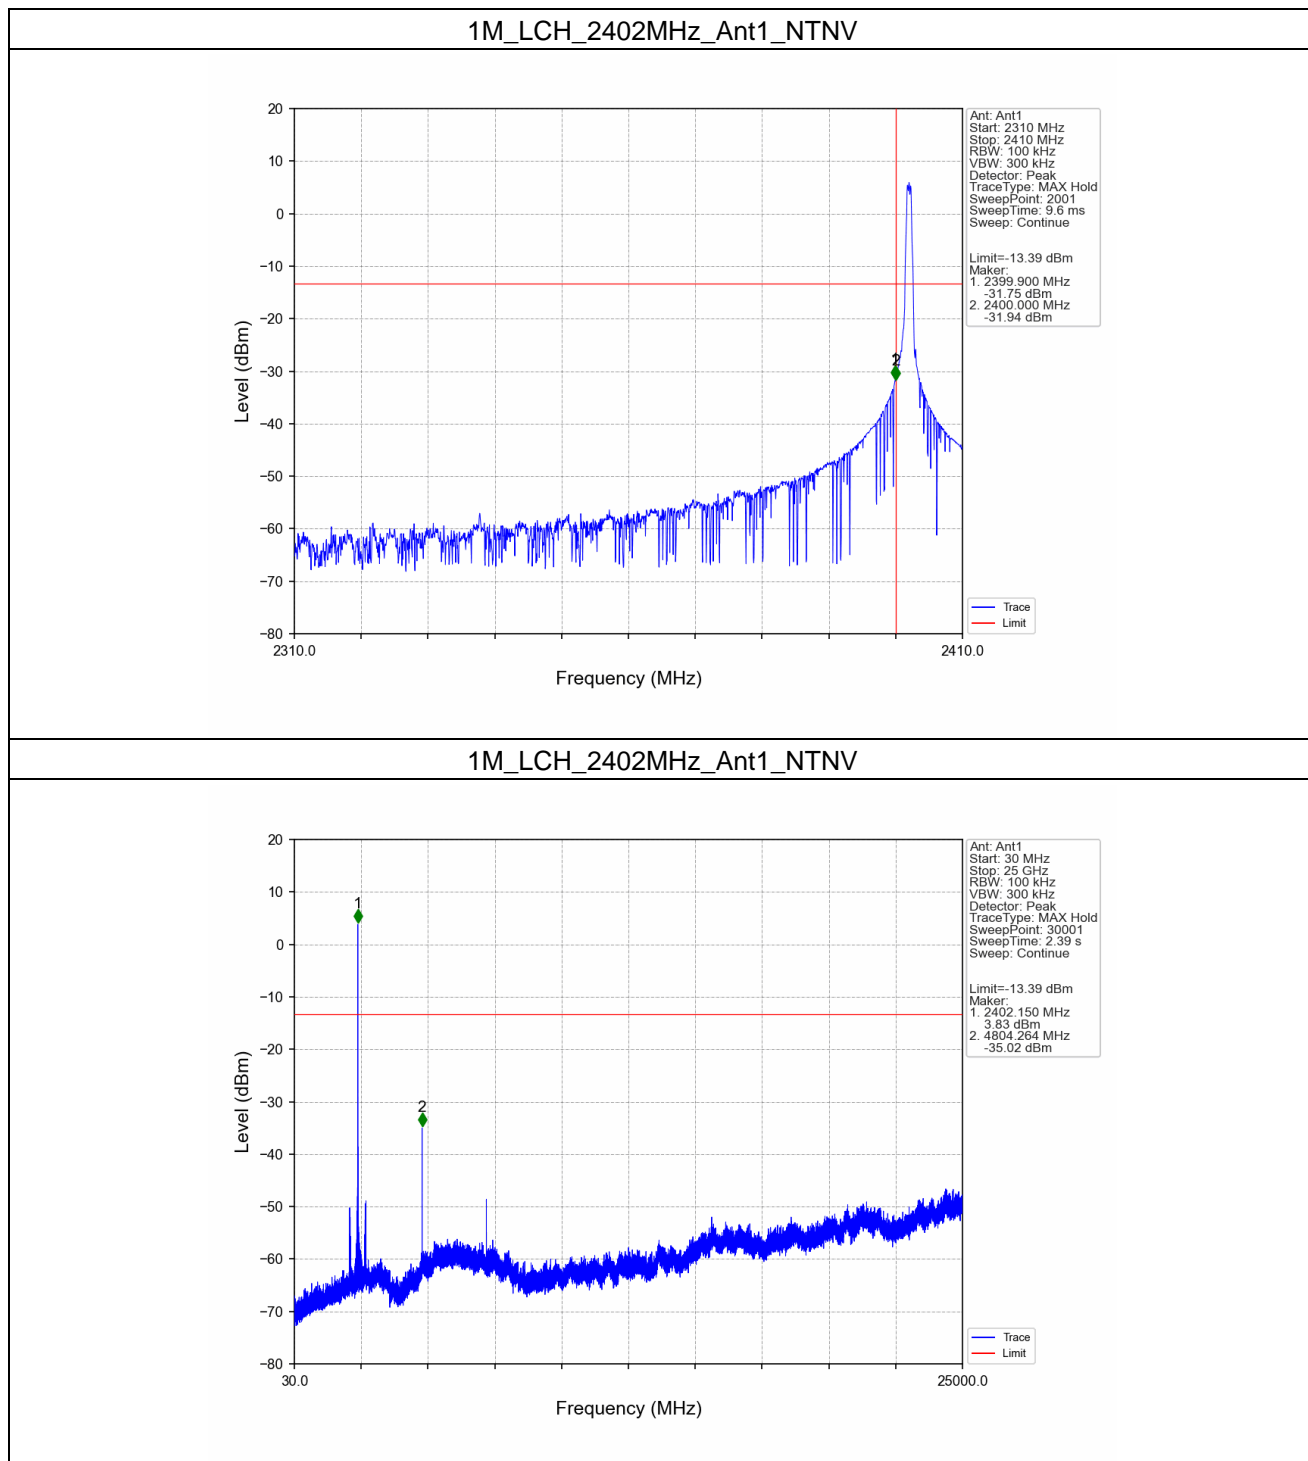 1M_LCH_2402MHz_Ant1_NTNV
20
10
0
−10
−20
−30
−40
−50
−60
−70
−80
Level (dBm)
2310.0
2410.0
Frequency (MHz)
2
Ant: Ant1
Start: 2310 MHz
Stop: 2410 MHz
RBW: 100 kHz
VBW: 300 kHz
Detector: Peak
TraceType: MAX Hold
SweepPoint: 2001
SweepTime: 9.6 ms
Sweep: Continue
Limit=-13.39 dBm
Maker:
1. 2399.900 MHz
-31.75 dBm
2. 2400.000 MHz
-31.94 dBm
Trace
Limit
1M_LCH_2402MHz_Ant1_NTNV
20
10
0
−10
−20
−30
−40
−50
−60
−70
−80
Level (dBm)
30.0
25000.0
Frequency (MHz)
1
2
Ant: Ant1
Start: 30 MHz
Stop: 25 GHz
RBW: 100 kHz
VBW: 300 kHz
Detector: Peak
TraceType: MAX Hold
SweepPoint: 30001
SweepTime: 2.39 s
Sweep: Continue
Limit=-13.39 dBm
Maker:
1. 2402.150 MHz
3.83 dBm
2. 4804.264 MHz
-35.02 dBm
Trace
Limit